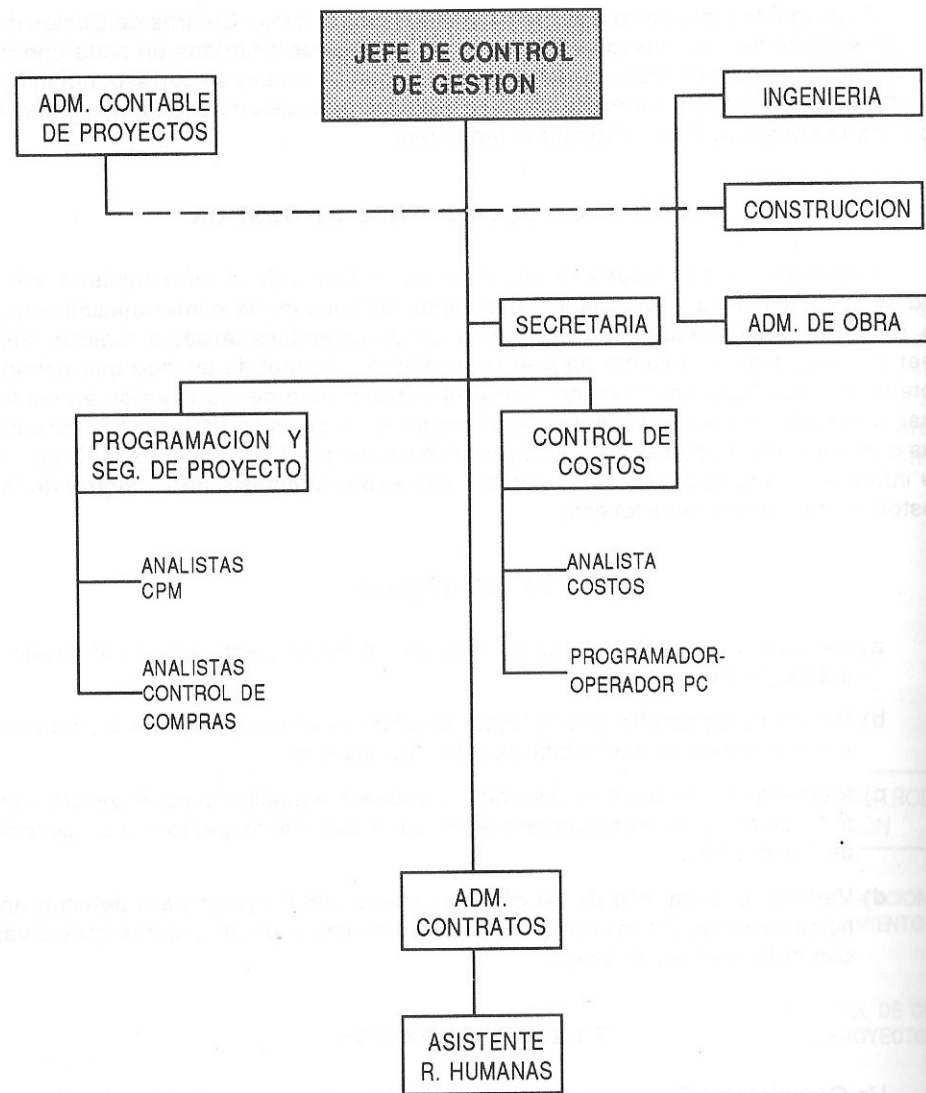 JEFE DE CONTROL
DE GESTION
ADM. CONTABLE
DE PROYECTOS
INGENIERIA
CONSTRUCCION
SECRETARIA
ADM. DE OBRA
PROGRAMACION Y
SEG. DE PROYECTO
CONTROL DE
COSTOS
ANALISTAS
CPM
ANALISTA
COSTOS
ANALISTAS
CONTROL DE
COMPRAS
PROGRAMADOR-
OPERADOR PC
ADM.
CONTRATOS
ASISTENTE
R. HUMANAS